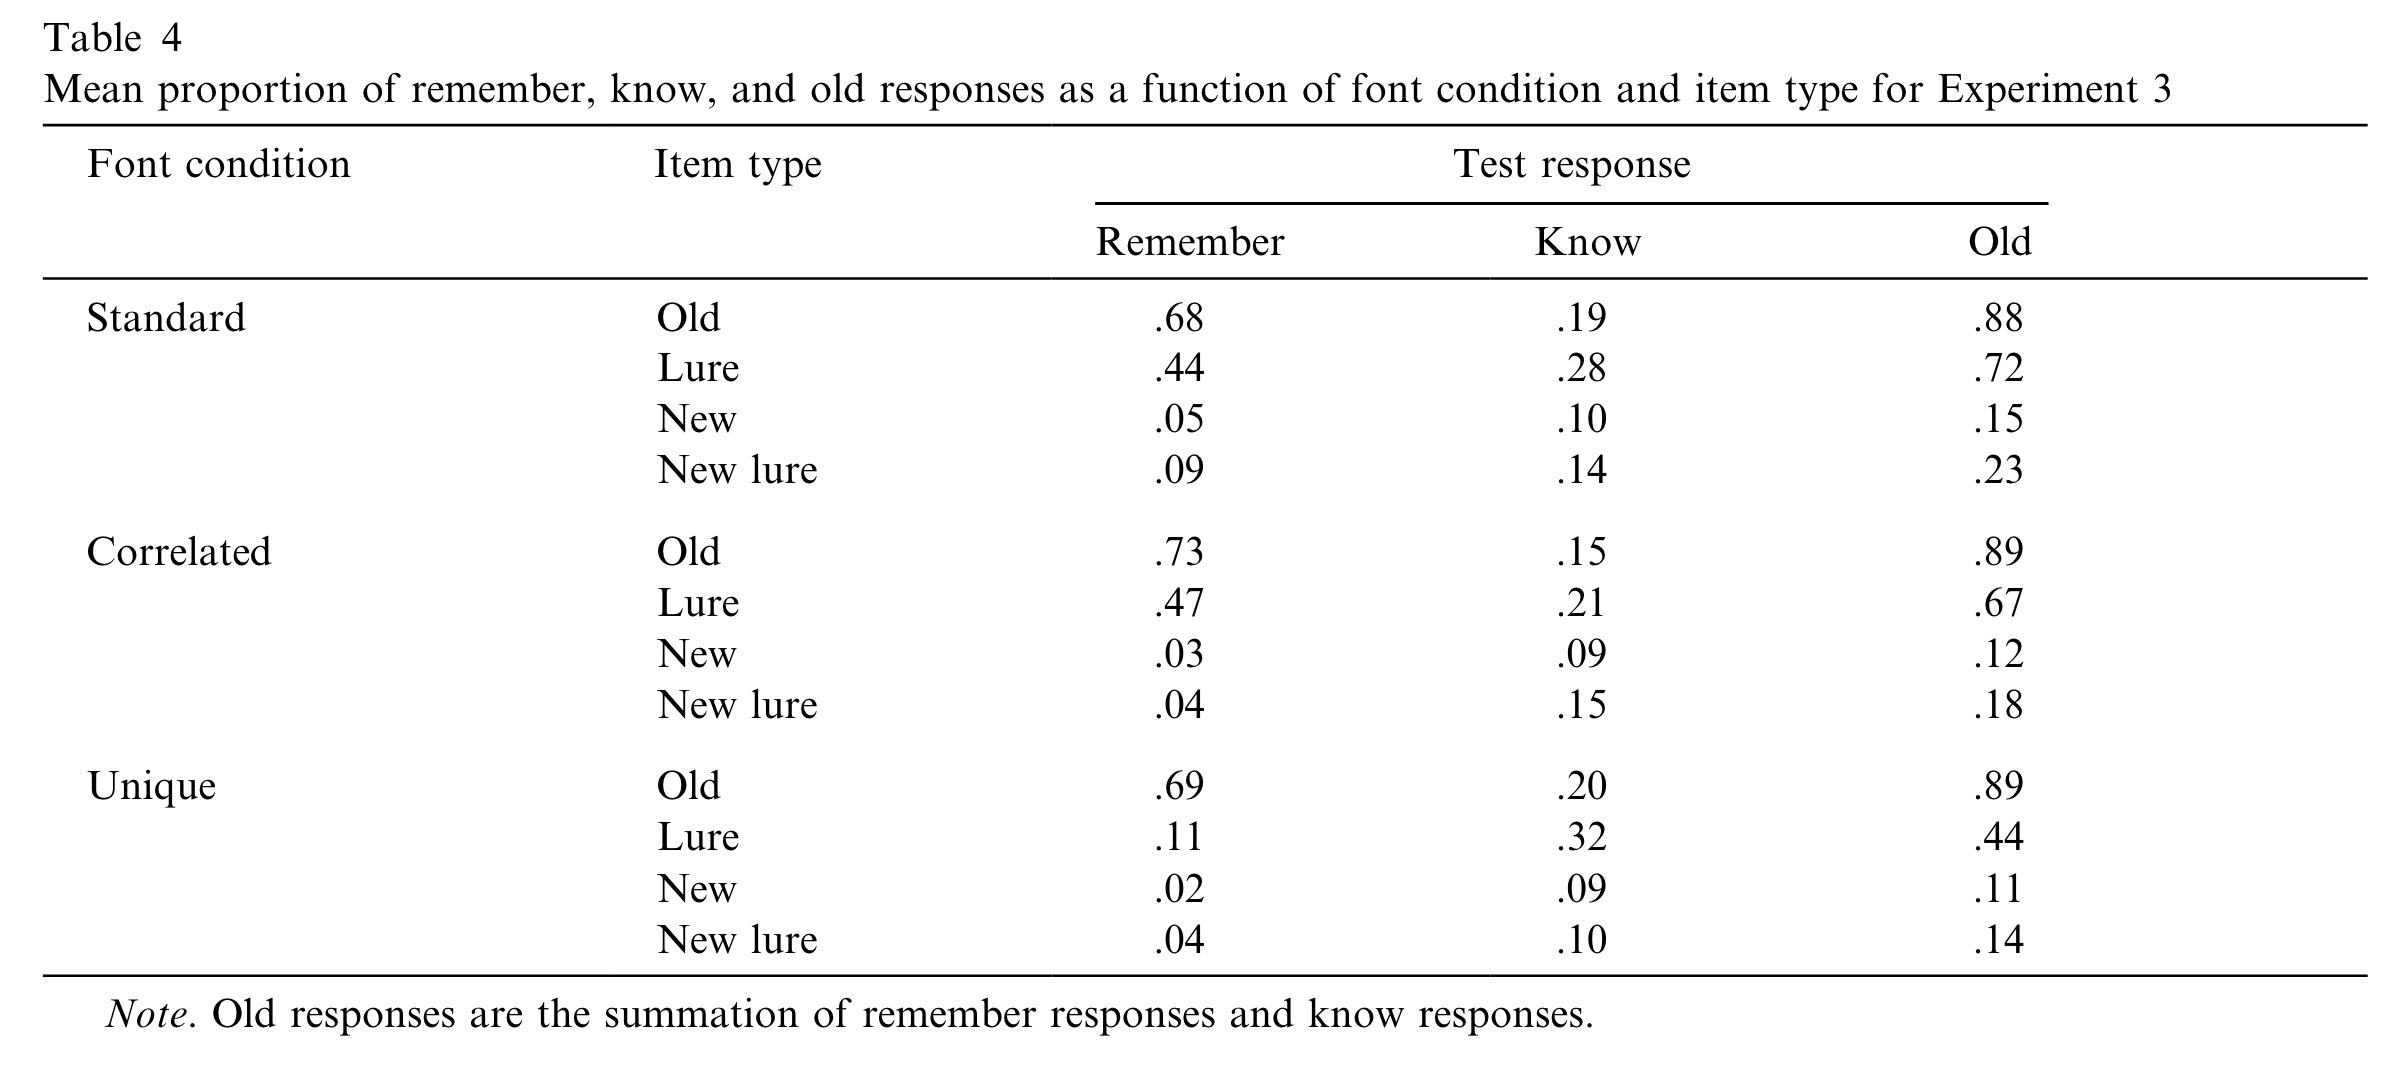 Table 4
Mean proportion of remember, know, and old responses as a function of font condition and item type for Experiment 3
Font condition Item type Test response
Remember Know Old
Standard Old .68 .19 .88
Lure .44 .28 .72
New .05 .10 .15
New lure .09 .14 .23
Correlated Old .73 .15 .89
Lure .47 .21 .67
New .03 .09 .12
New lure .04 .15 .18
Unique Old .69 .20 .89
Lure .11 .32 .44
New .02 .09 .11
New lure .04 .10 .14
Note. Old responses are the summation of remember responses and know responses.